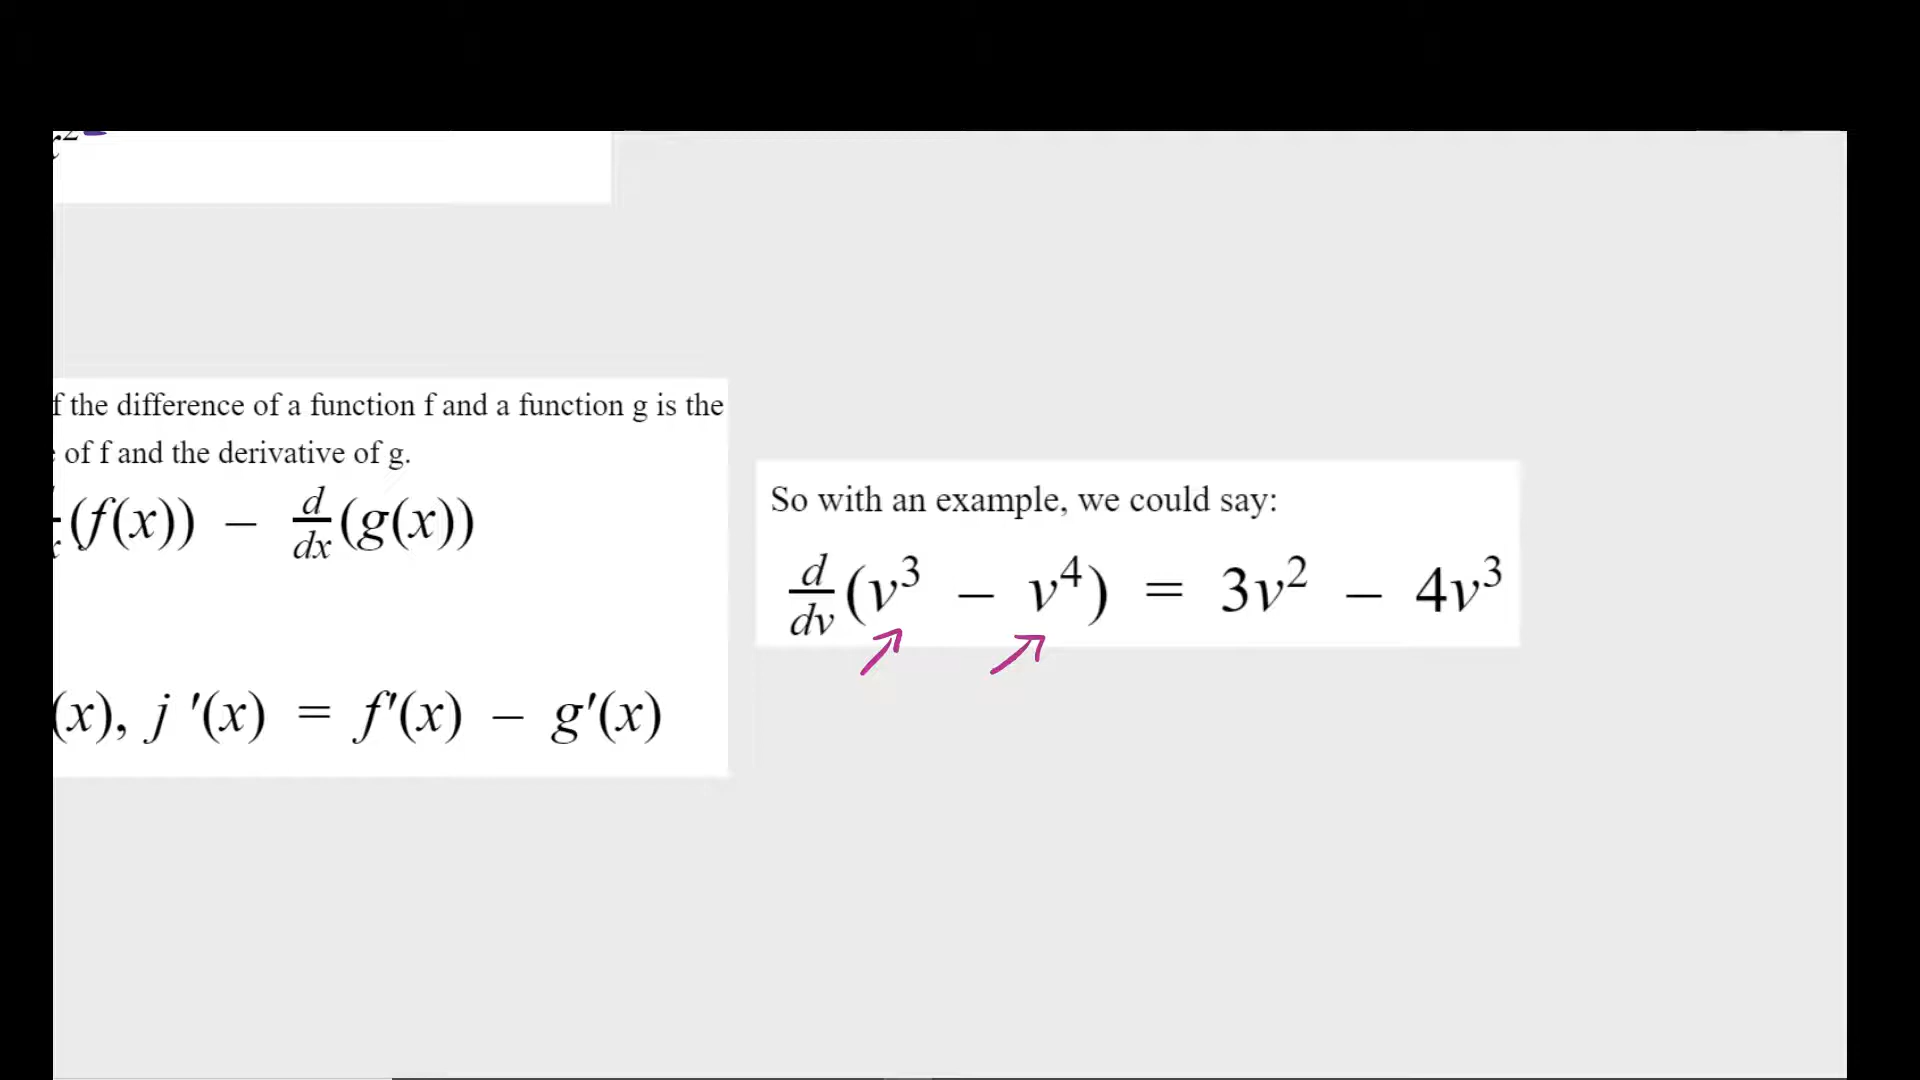 f the difference of a function f and a function g is the
of f and the derivative of g.
(f(x)) − d/dx(g(x))
(x), j '(x) = f'(x) − g'(x)
So with an example, we could say:
d/dv(v³ − v⁴) = 3v² − 4v³